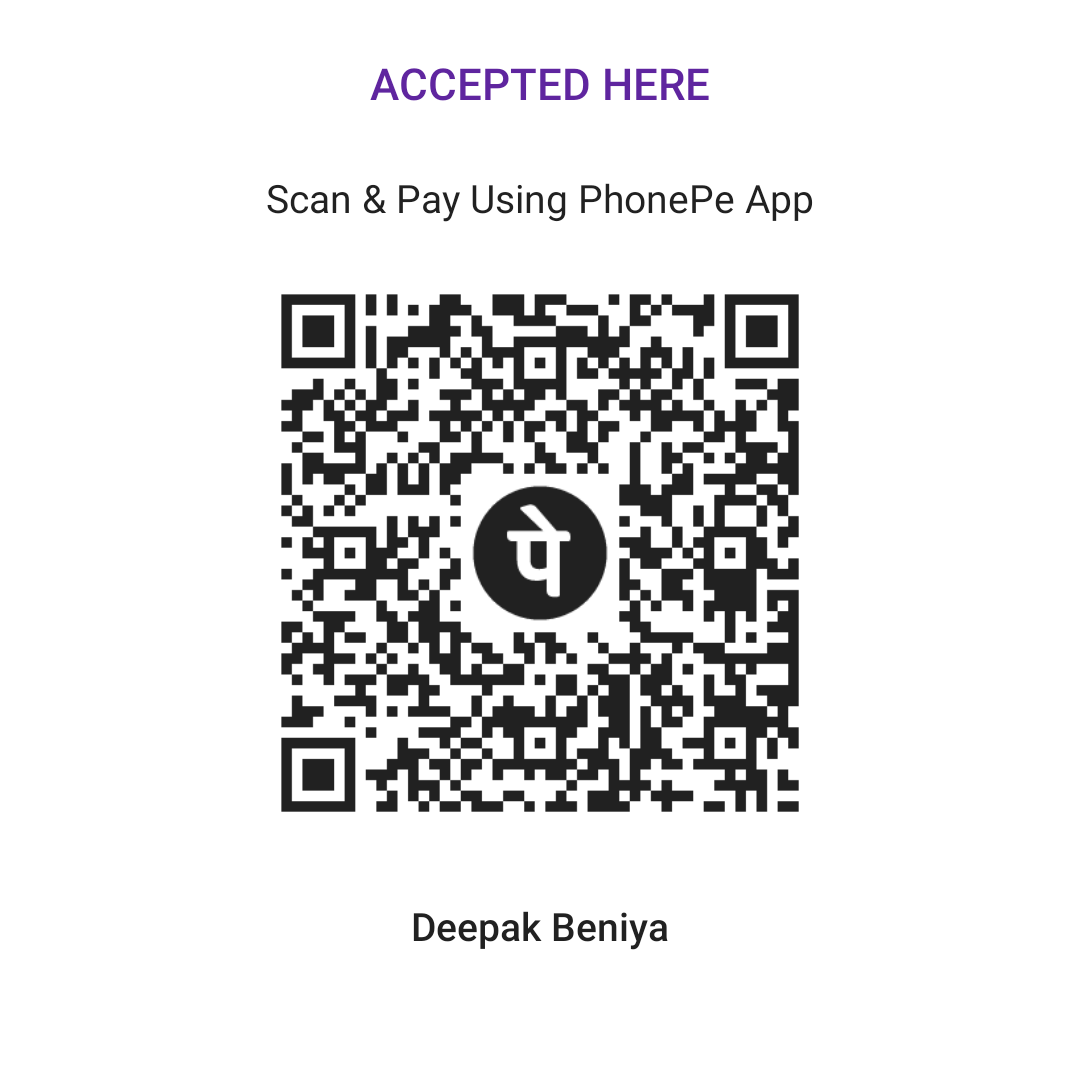 ACCEPTED HERE
Scan & Pay Using PhonePe App
पे
Deepak Beniya